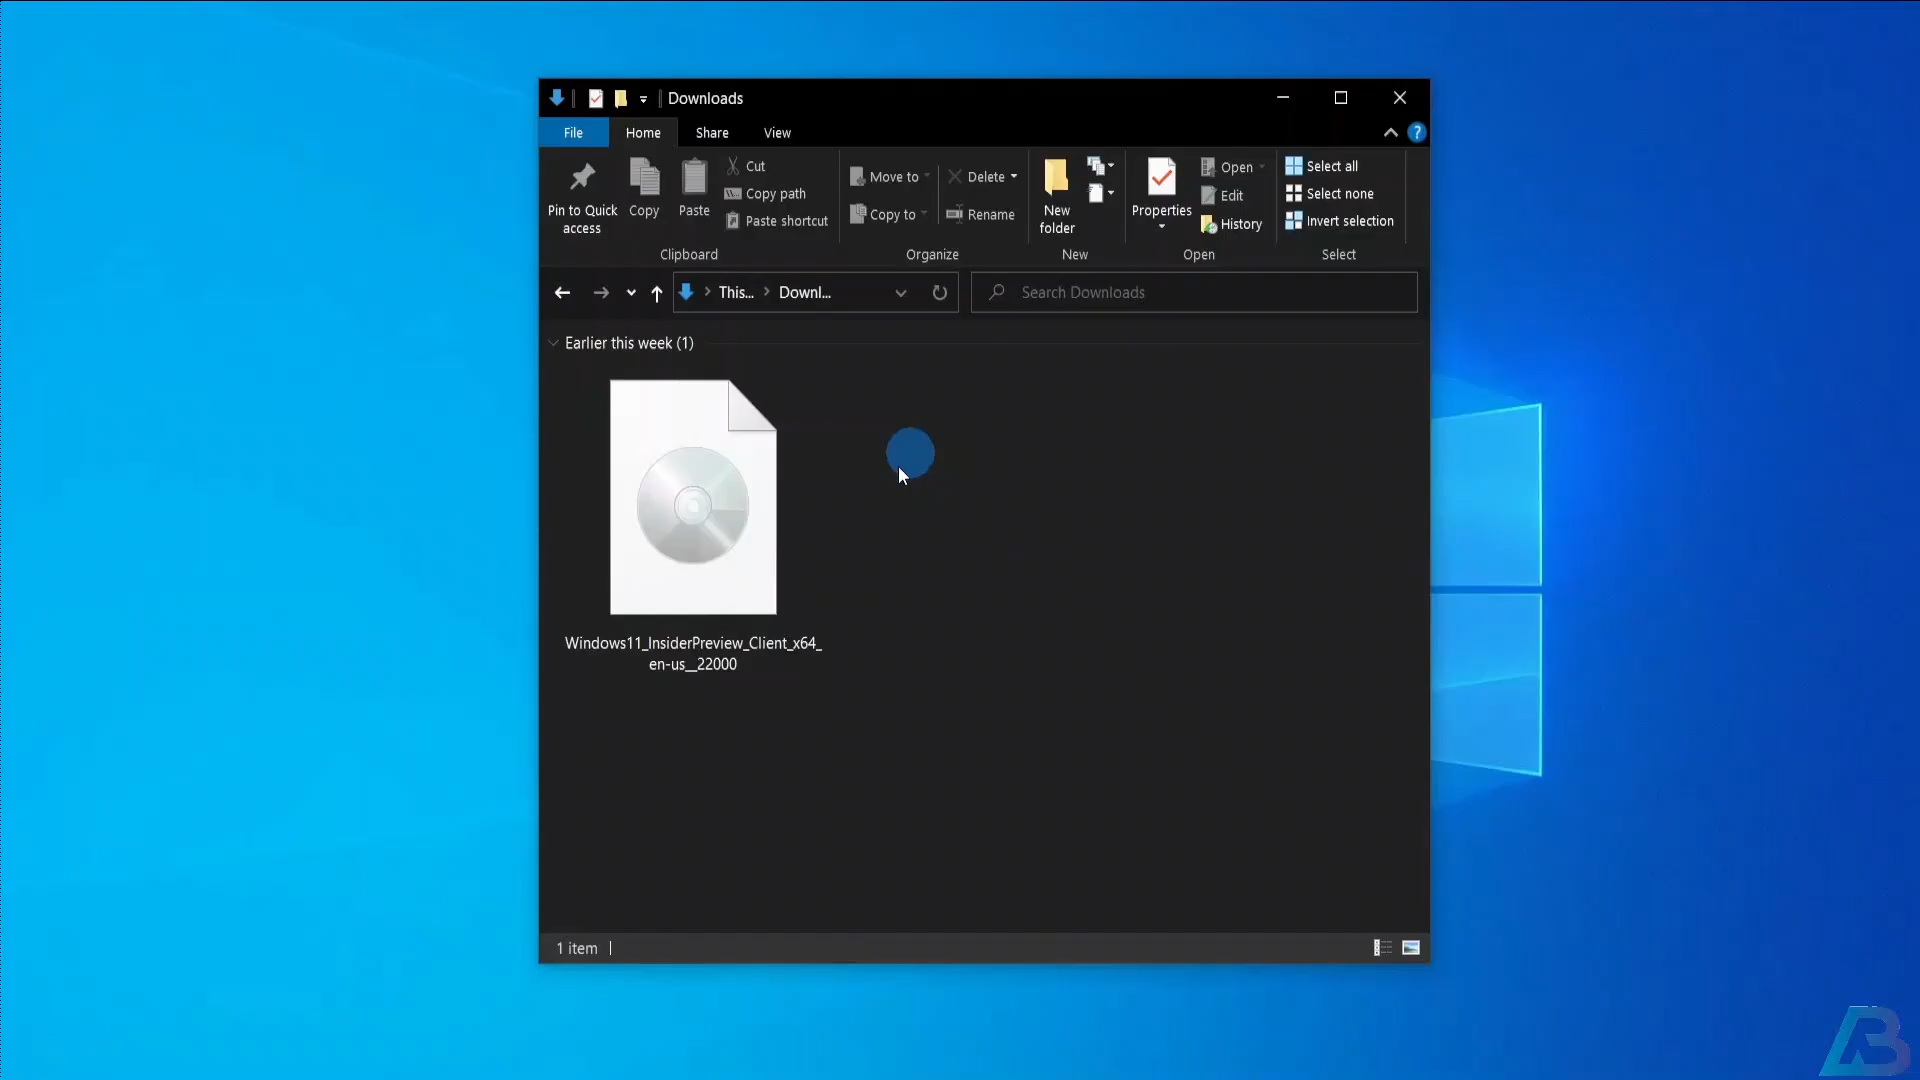 Downloads
File Home Share View
Pin to Quick access
Copy
Paste
Cut
Copy path
Paste shortcut
Clipboard
Move to
Copy to
Delete
Rename
Organize
New folder
New
Properties
Open
Edit
History
Open
Select all
Select none
Invert selection
Select
This... Downl...
Search Downloads
Earlier this week (1)
Windows11_InsiderPreview_Client_x64_
en-us__22000
1 item
AB